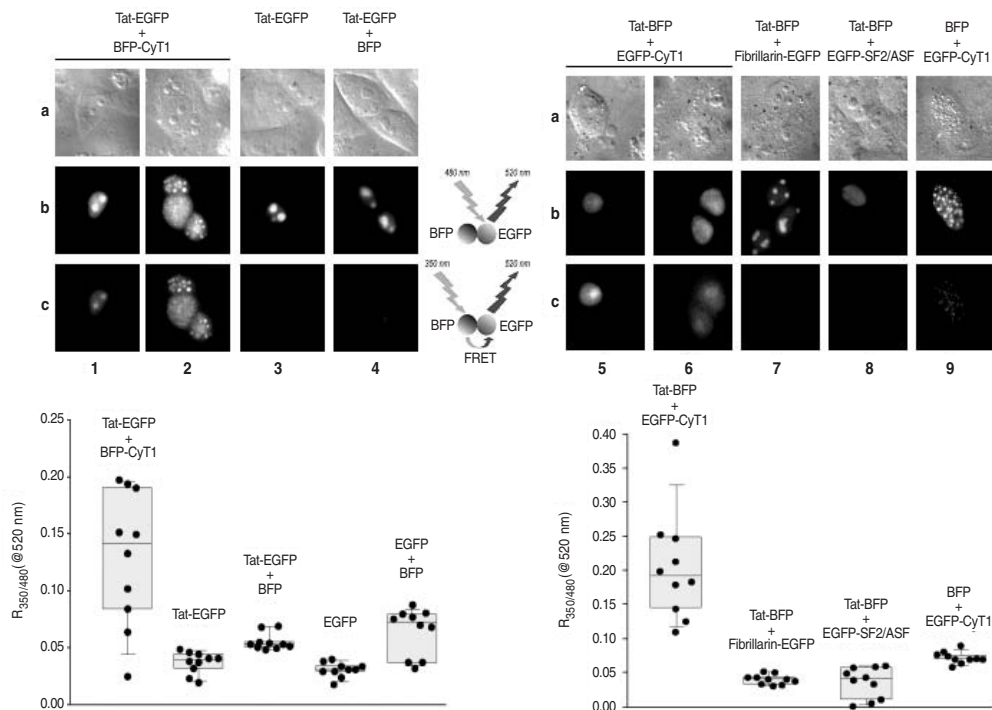 Tat-EGFP
+
BFP-CyT1
Tat-EGFP
Tat-EGFP
+
BFP
a
b
c
1
2
3
4
480 nm
520 nm
BFP
EGFP
350 nm
520 nm
BFP
EGFP
FRET
Tat-BFP
+
EGFP-CyT1
Tat-BFP
+
Fibrillarin-EGFP
Tat-BFP
+
EGFP-SF2/ASF
BFP
+
EGFP-CyT1
a
b
c
5
6
7
8
9
R350/480(@520 nm)
0.25
0.20
0.15
0.10
0.05
0.00
Tat-EGFP
+
BFP-CyT1
Tat-EGFP
Tat-EGFP
+
BFP
EGFP
EGFP
+
BFP
R350/480(@520 nm)
0.40
0.35
0.30
0.25
0.20
0.15
0.10
0.05
0.00
Tat-BFP
+
EGFP-CyT1
Tat-BFP
+
Fibrillarin-EGFP
Tat-BFP
+
EGFP-SF2/ASF
BFP
+
EGFP-CyT1